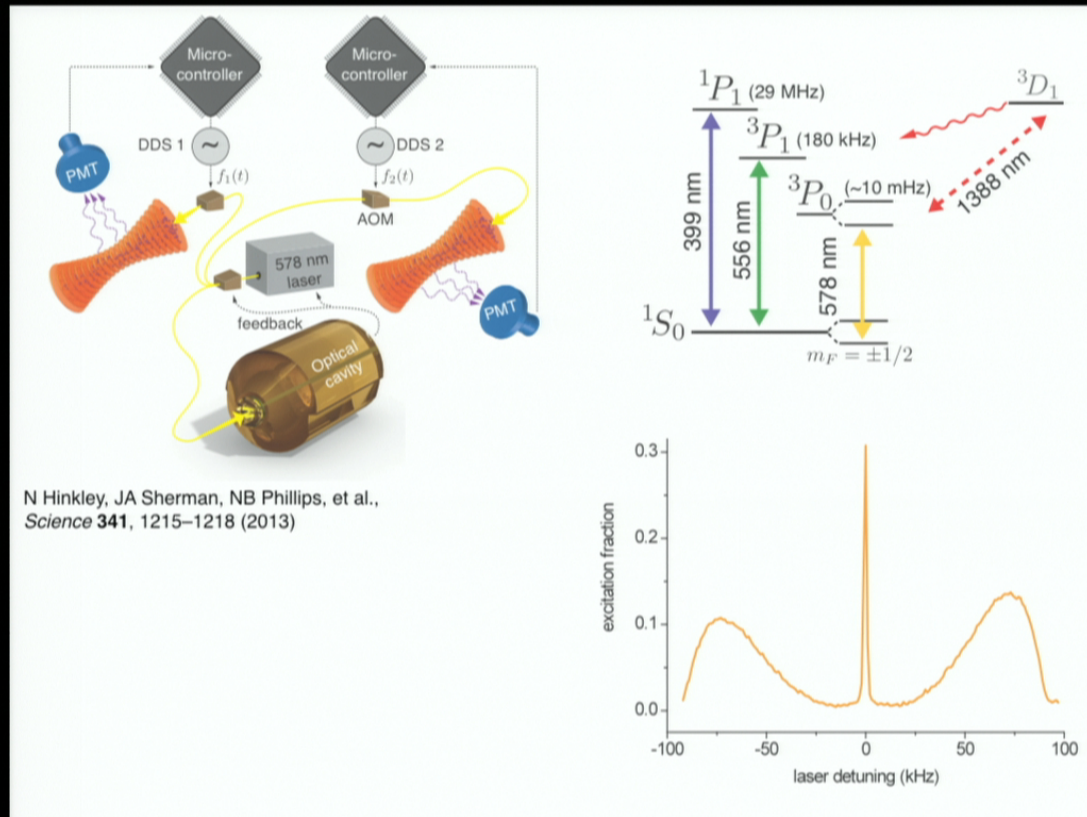 Micro-
controller
Micro-
controller
DDS 1
~
~
DDS 2
f₁(t)
f₂(t)
PMT
AOM
578 nm
laser
feedback
PMT
Optical
cavity
N Hinkley, JA Sherman, NB Phillips, et al.,
Science 341, 1215–1218 (2013)
¹P₁ (29 MHz)
³D₁
³P₁ (180 kHz)
³P₀ (~10 mHz)
1388 nm
399 nm
556 nm
578 nm
¹S₀
m_F = ±1/2
excitation fraction
0.3
0.2
0.1
0.0
-100 -50 0 50 100
laser detuning (kHz)